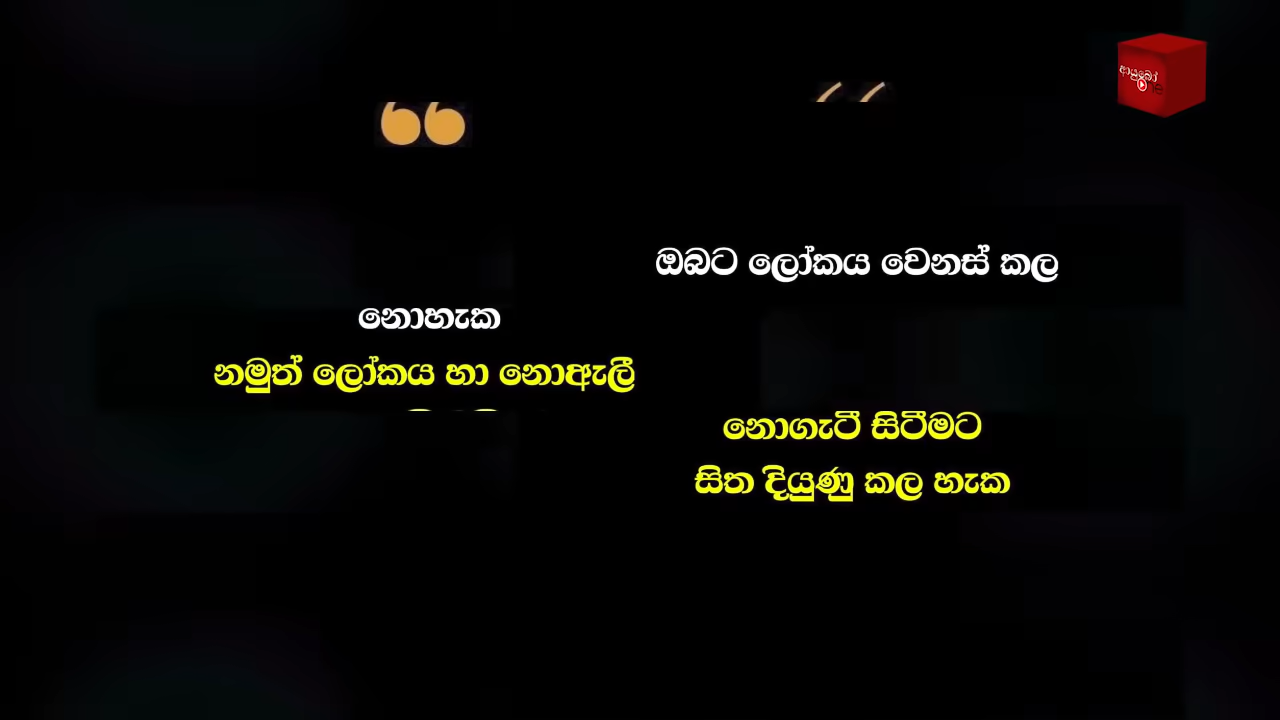 ඔබට ලෝකය වෙනස් කල
නොහැක
නමුත් ලෝකය හා නොඇලී
නොගැටී සිටීමට
සිත දියුණු කල හැක